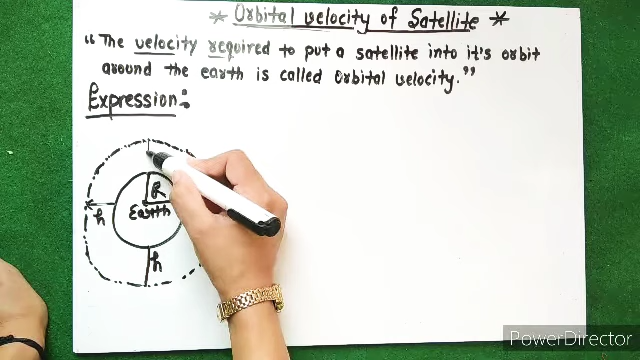 * Orbital velocity of Satellite *
“ The velocity required to put a satellite into it's orbit
around the earth is called Orbital velocity.”
Expression:
R
Earth
h
h
PowerDirector